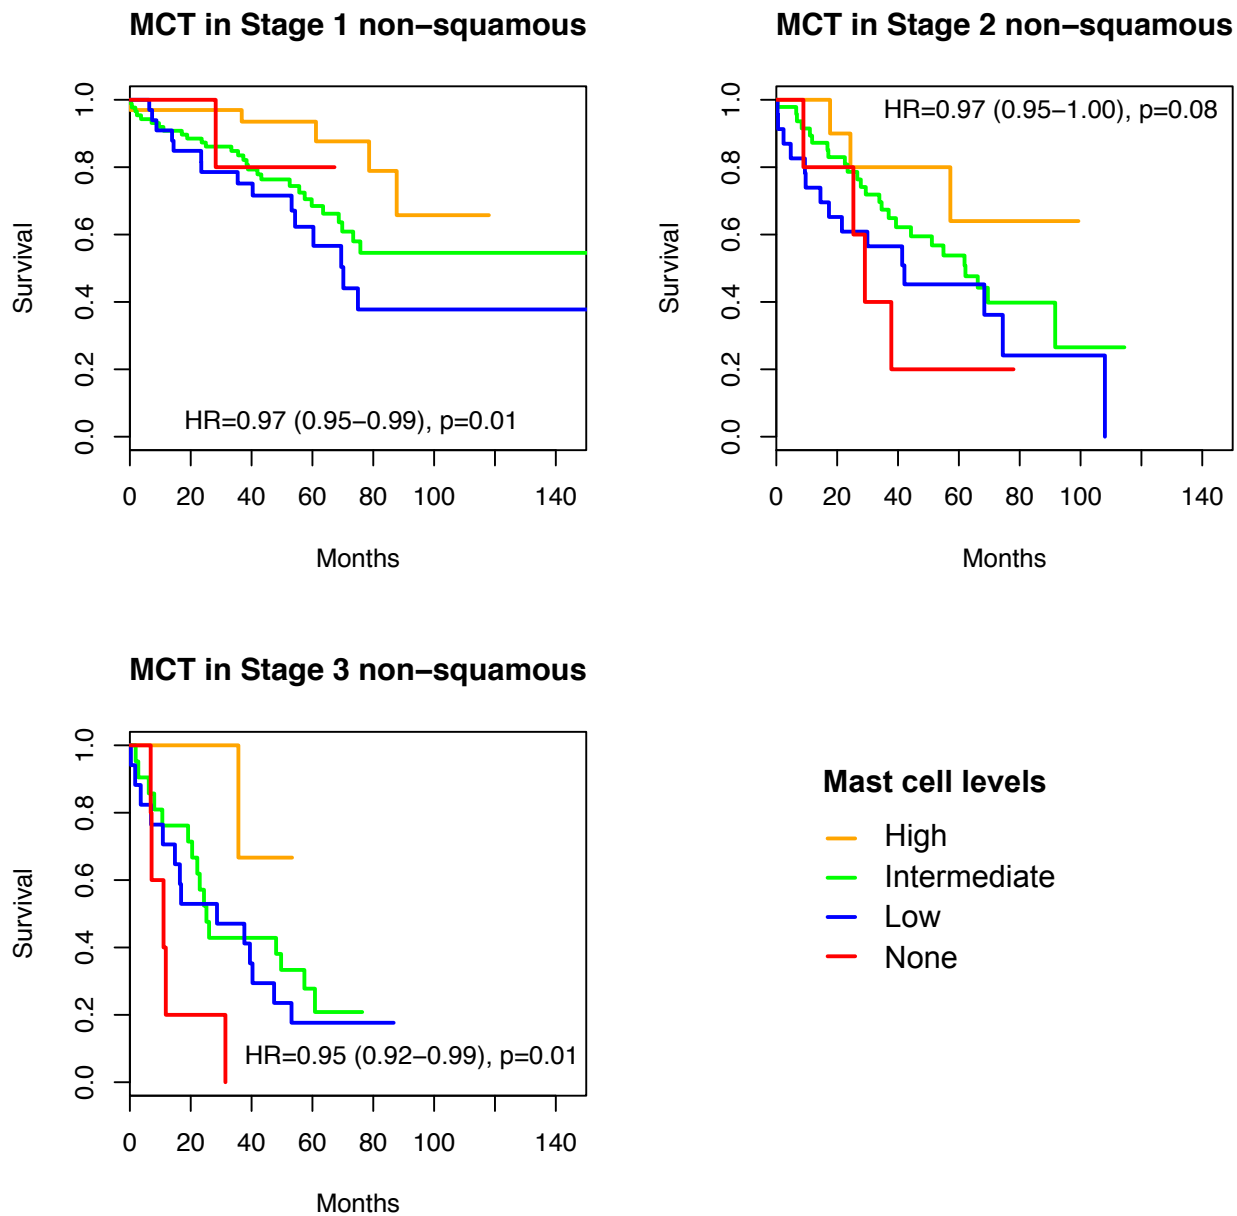 MCT in Stage 1 non−squamous
Survival
1.0
0.8
0.6
0.4
0.2
0.0
HR=0.97 (0.95−0.99), p=0.01
0 20 40 60 80 100 140
Months
MCT in Stage 2 non−squamous
Survival
1.0
0.8
0.6
0.4
0.2
0.0
HR=0.97 (0.95−1.00), p=0.08
0 20 40 60 80 100 140
Months
MCT in Stage 3 non−squamous
Survival
1.0
0.8
0.6
0.4
0.2
0.0
HR=0.95 (0.92−0.99), p=0.01
0 20 40 60 80 100 140
Months
Mast cell levels
High
Intermediate
Low
None